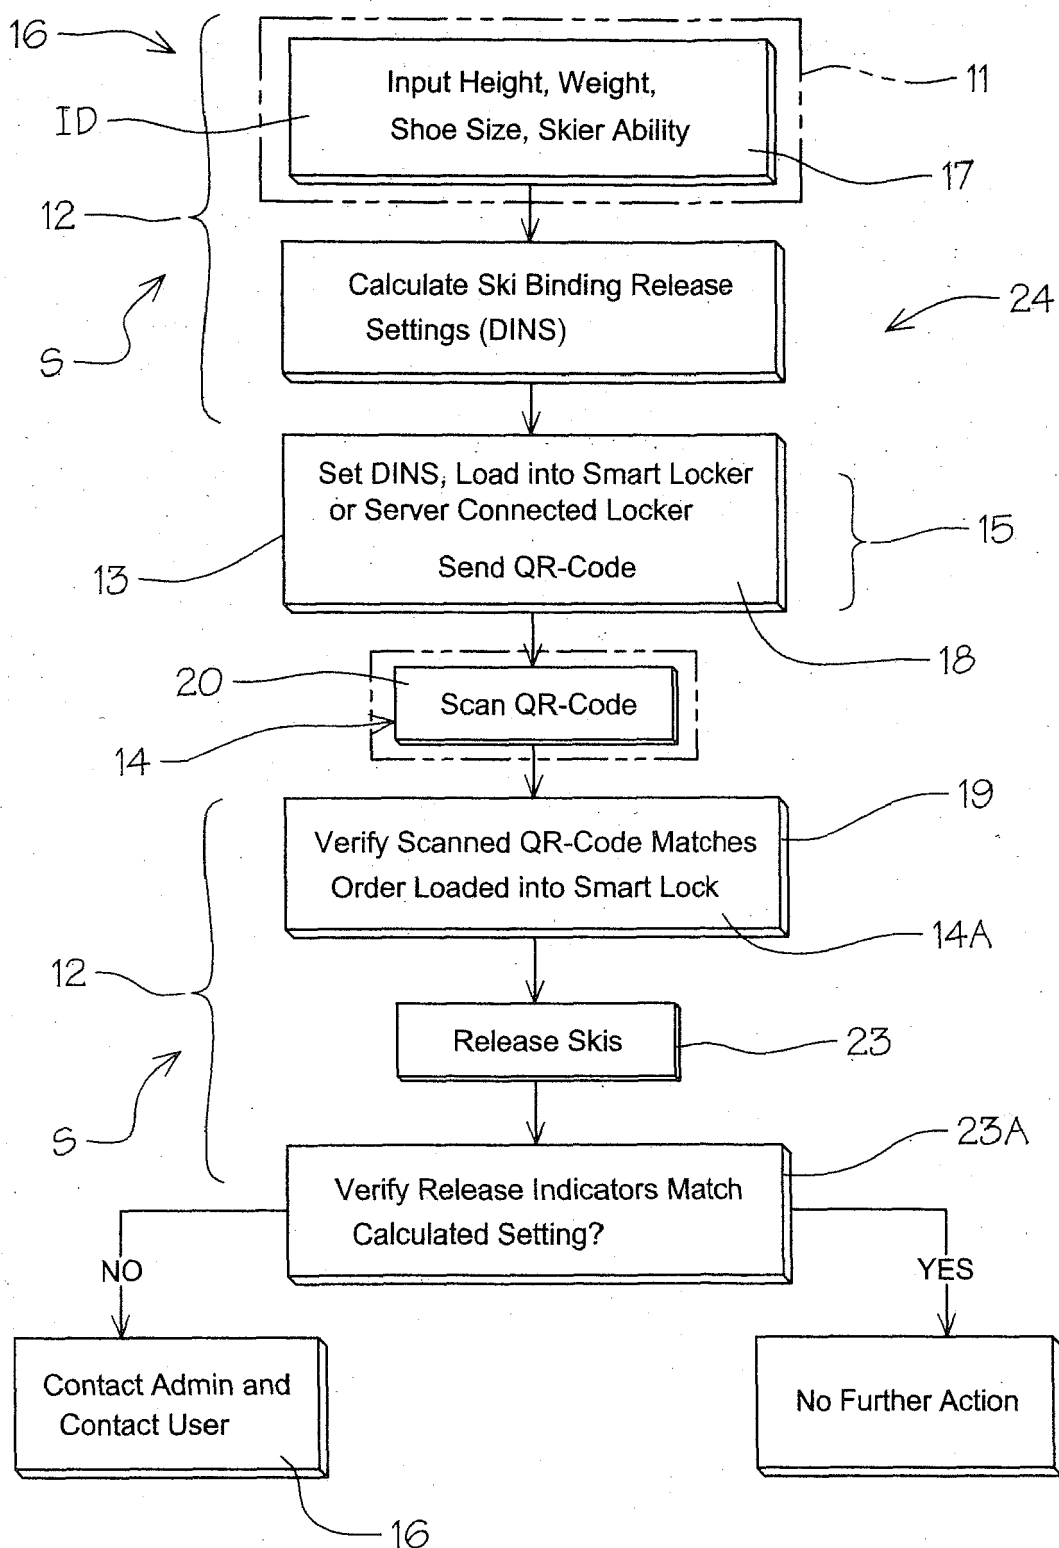 16
11
Input Height, Weight,
ID
Shoe Size, Skier Ability
17
12
Calculate Ski Binding Release
24
Settings (DINS)
S
Set DINS, Load into Smart Locker
or Server Connected Locker
15
13
Send QR-Code
18
20
Scan QR-Code
14
19
Verify Scanned QR-Code Matches
Order Loaded into Smart Lock
14A
12
Release Skis
23
S
23A
Verify Release Indicators Match
Calculated Setting?
NO
YES
Contact Admin and
Contact User
No Further Action
16